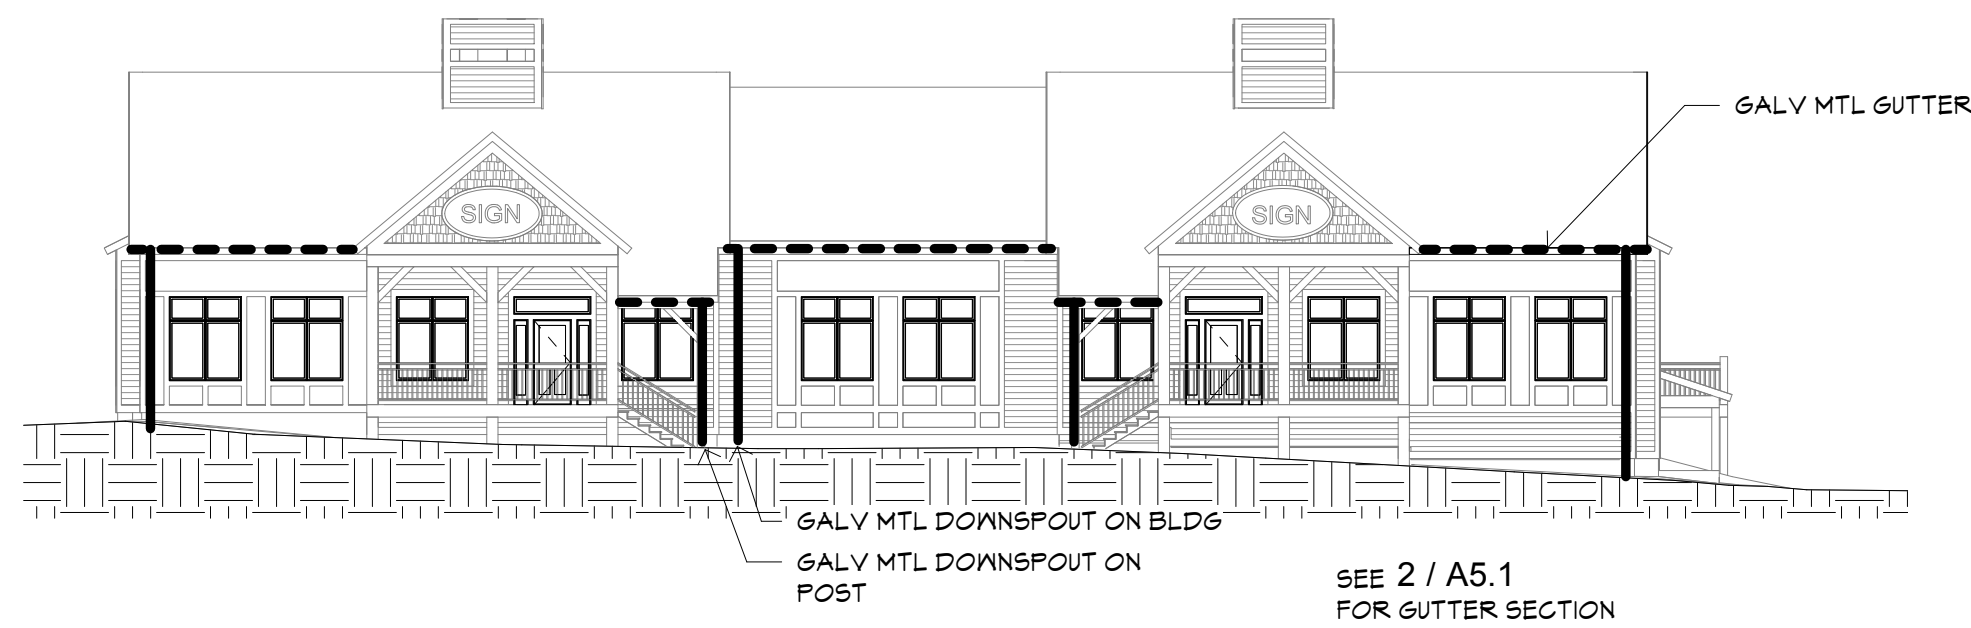 GALV MTL GUTTER
SIGN
SIGN
GALV MTL DOWNSPOUT ON BLDG
GALV MTL DOWNSPOUT ON
POST
SEE 2 / A5.1
FOR GUTTER SECTION